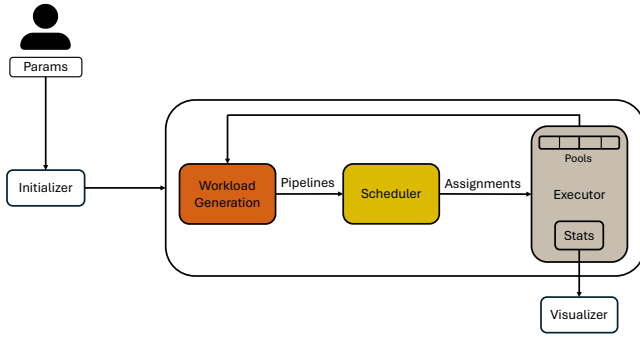 Params
Initializer
Workload
Generation
Pipelines
Scheduler
Assignments
Pools
Executor
Stats
Visualizer